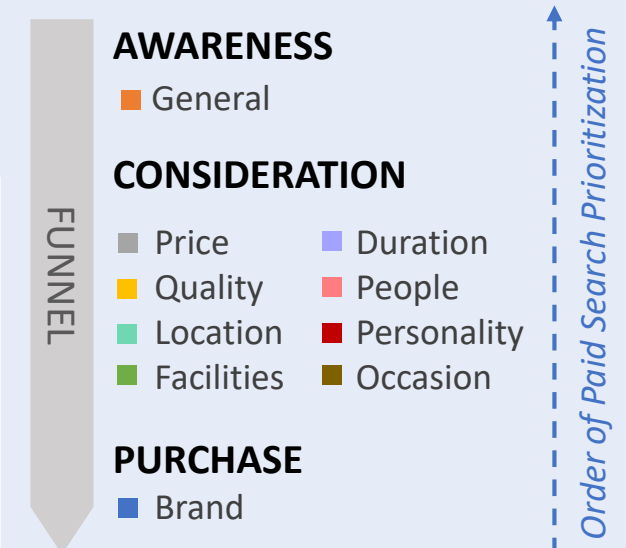 AWARENESS
General
CONSIDERATION
Price
Duration
Quality
People
Location
Personality
Facilities
Occasion
PURCHASE
Brand
FUNNEL
Order of Paid Search Prioritization